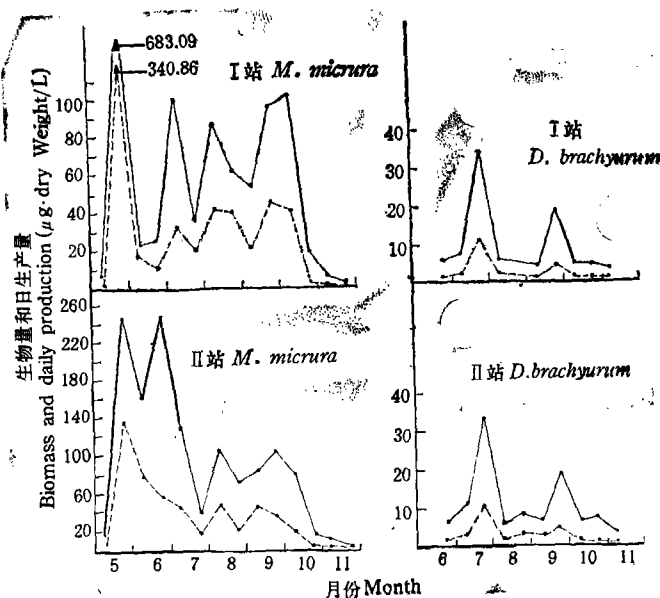 683.09
340.86
I站 M. micrura
100
80
60
40
20
I站
D. brachyurum
40
30
20
10
生物量和日生产量
Biomass and daily production (μg·dry Weight/L)
260
220
180
140
100
60
20
II站 M. micrura
II站 D.brachyurum
40
30
20
10
5 6 7 8 9 10 11
6 7 8 9 10 11
月份 Month